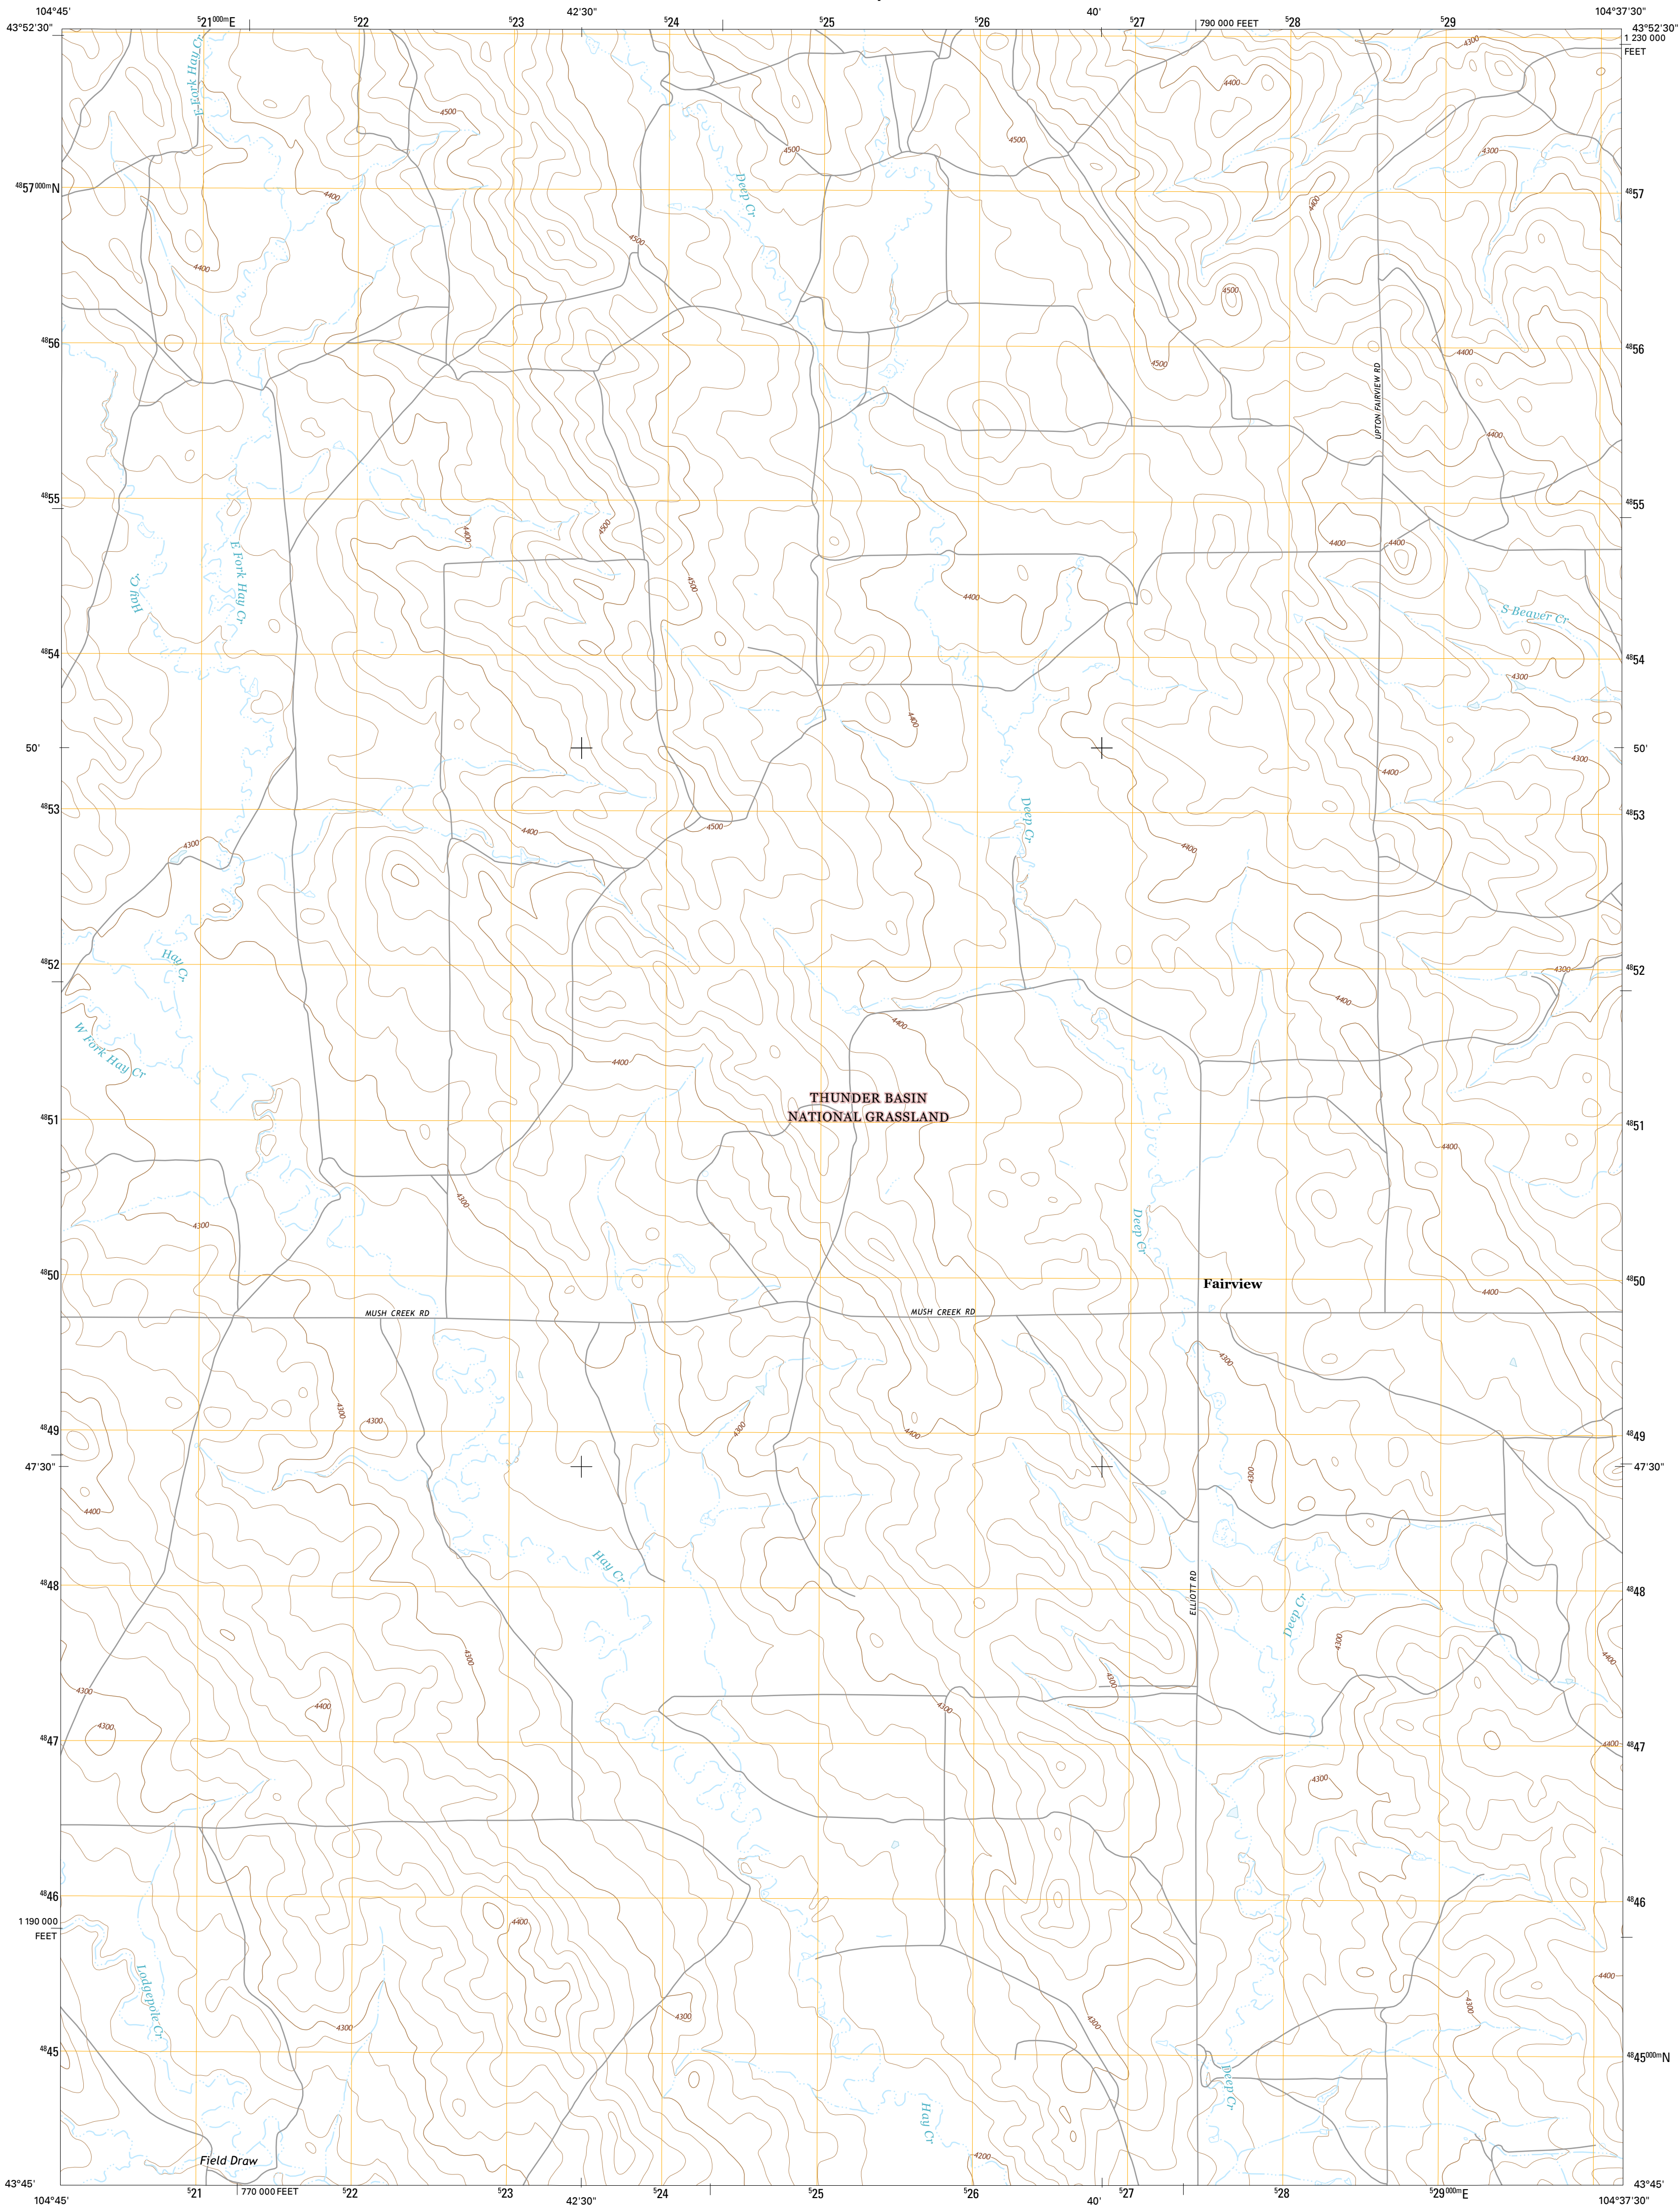 104°45' 521000mE 522 523 42'30" 524 525 526 40' 527 790 000 FEET 528 529 104°37'30"
43°52'30" 43°52'30"
1 230 000
FEET
E Fork Hay Cr
4300
4400
4500
4500
4500
4300
Deep Cr
4857000mN 4857
4400
4400
4500
4400
4500
4856 4856
4400
4500
UPTON FAIRVIEW RD
4400
4855 4855
4400
4500
4400
4400
E Fork Hay Cr
Hay Cr
4500
4400
S Beaver Cr
4854 4854
4300
4400
50' 50'
4300
4400
4853 4853
Deep Cr
4500
4400
4300
4400
Hay Cr
4852 4852
4300
4400
4400
W Fork Hay Cr
4400
THUNDER BASIN
NATIONAL GRASSLAND
4851 4851
4400
4300
4300
Deep Cr
4850 4850
Fairview
4400
MUSH CREEK RD MUSH CREEK RD
4300
4300
4300
4300
4400
4849 4849
47'30" 47'30"
4300
4400
Hay Cr
4848 4848
ELLIOTT RD
Deep Cr
4300
4300
4400
4300
4300
4400
4300
4300
4847 4847
4400
4300
4846 4846
4400
1 190 000
FEET
Lodgepole Cr
4400
4300
4300
4300
4300
4845 4845000mN
Deep Cr
Hay Cr
4200
Field Draw
43°45' 43°45'
104°45' 521 770 000 FEET 522 523 42'30" 524 525 526 40' 527 528 529000mE 104°37'30"